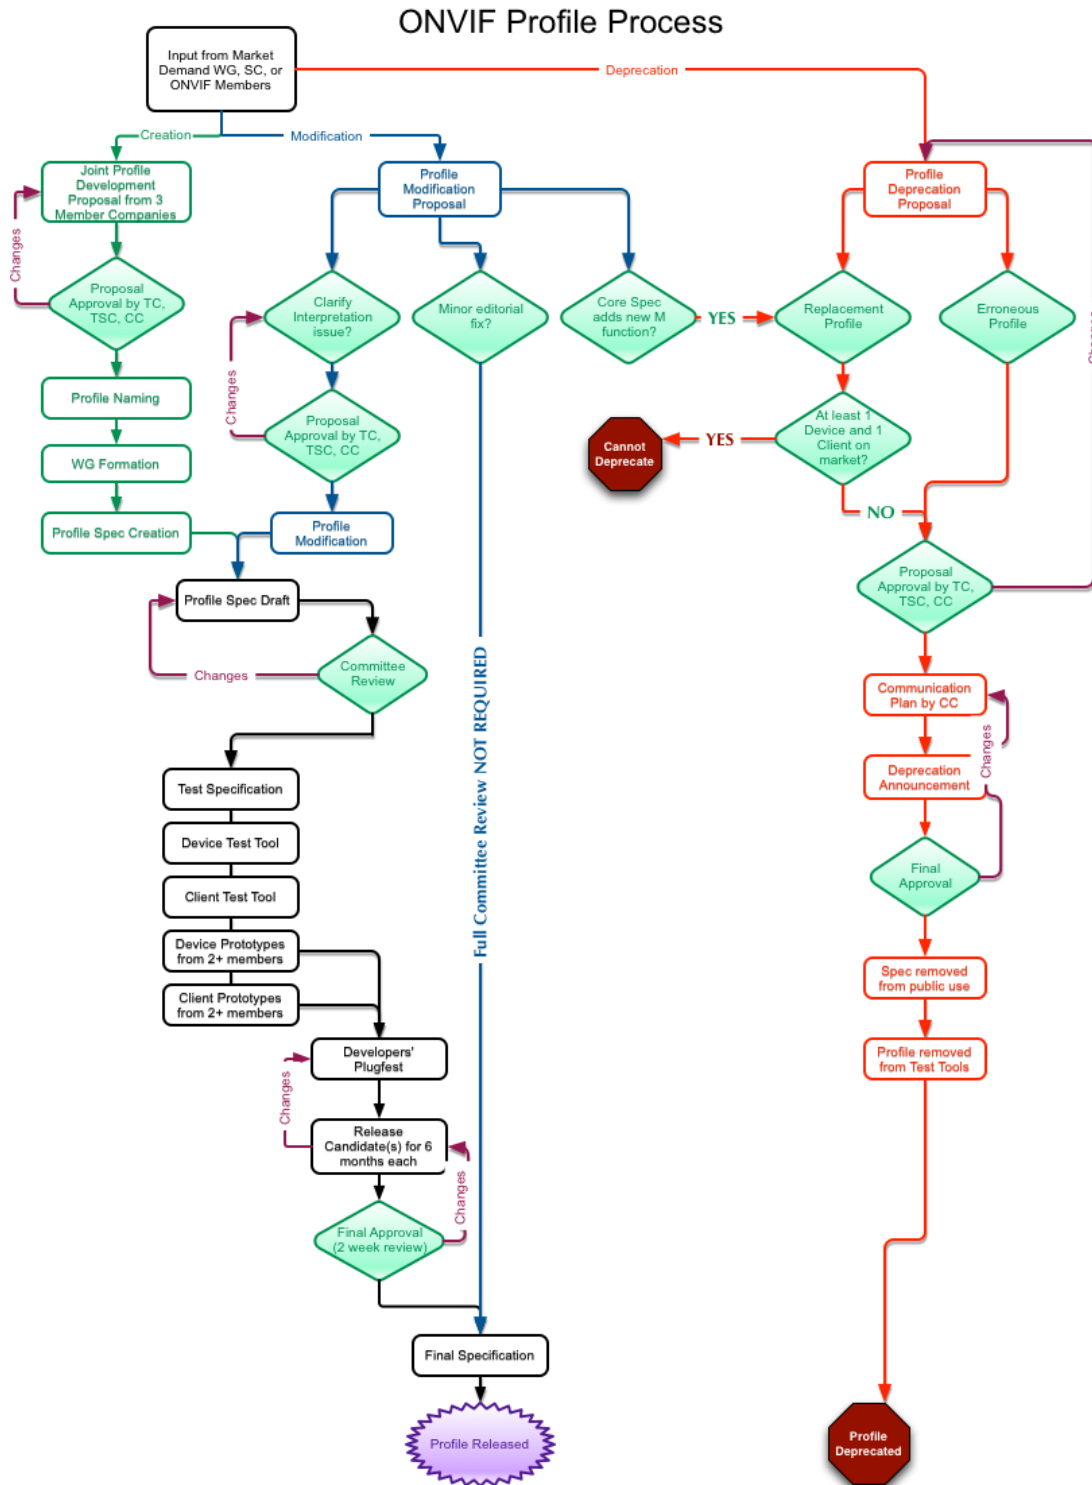 ONVIF Profile Process
Input from Market
Demand WG, SC, or
ONVIF Members
Deprecation
Creation
Modification
Joint Profile
Development
Proposal from 3
Member Companies
Profile
Modification
Proposal
Profile
Deprecation
Proposal
Changes
Proposal
Approval by TC,
TSC, CC
Clarify
Interpretation
issue?
Minor editorial
fix?
Core Spec
adds new M
function?
YES
Replacement
Profile
Erroneous
Profile
Changes
Profile Naming
Proposal
Approval by TC,
TSC, CC
Cannot
Deprecate
YES
At least 1
Device and 1
Client on
market?
WG Formation
NO
Profile Spec Creation
Profile
Modification
Proposal
Approval by TC,
TSC, CC
Profile Spec Draft
Changes
Committee
Review
Full Committee Review NOT REQUIRED
Communication
Plan by CC
Changes
Test Specification
Deprecation
Announcement
Device Test Tool
Final
Approval
Client Test Tool
Device Prototypes
from 2+ members
Spec removed
from public use
Client Prototypes
from 2+ members
Developers'
Plugfest
Profile removed
from Test Tools
Changes
Release
Candidate(s) for 6
months each
Changes
Final Approval
(2 week review)
Final Specification
Profile Released
Profile
Deprecated